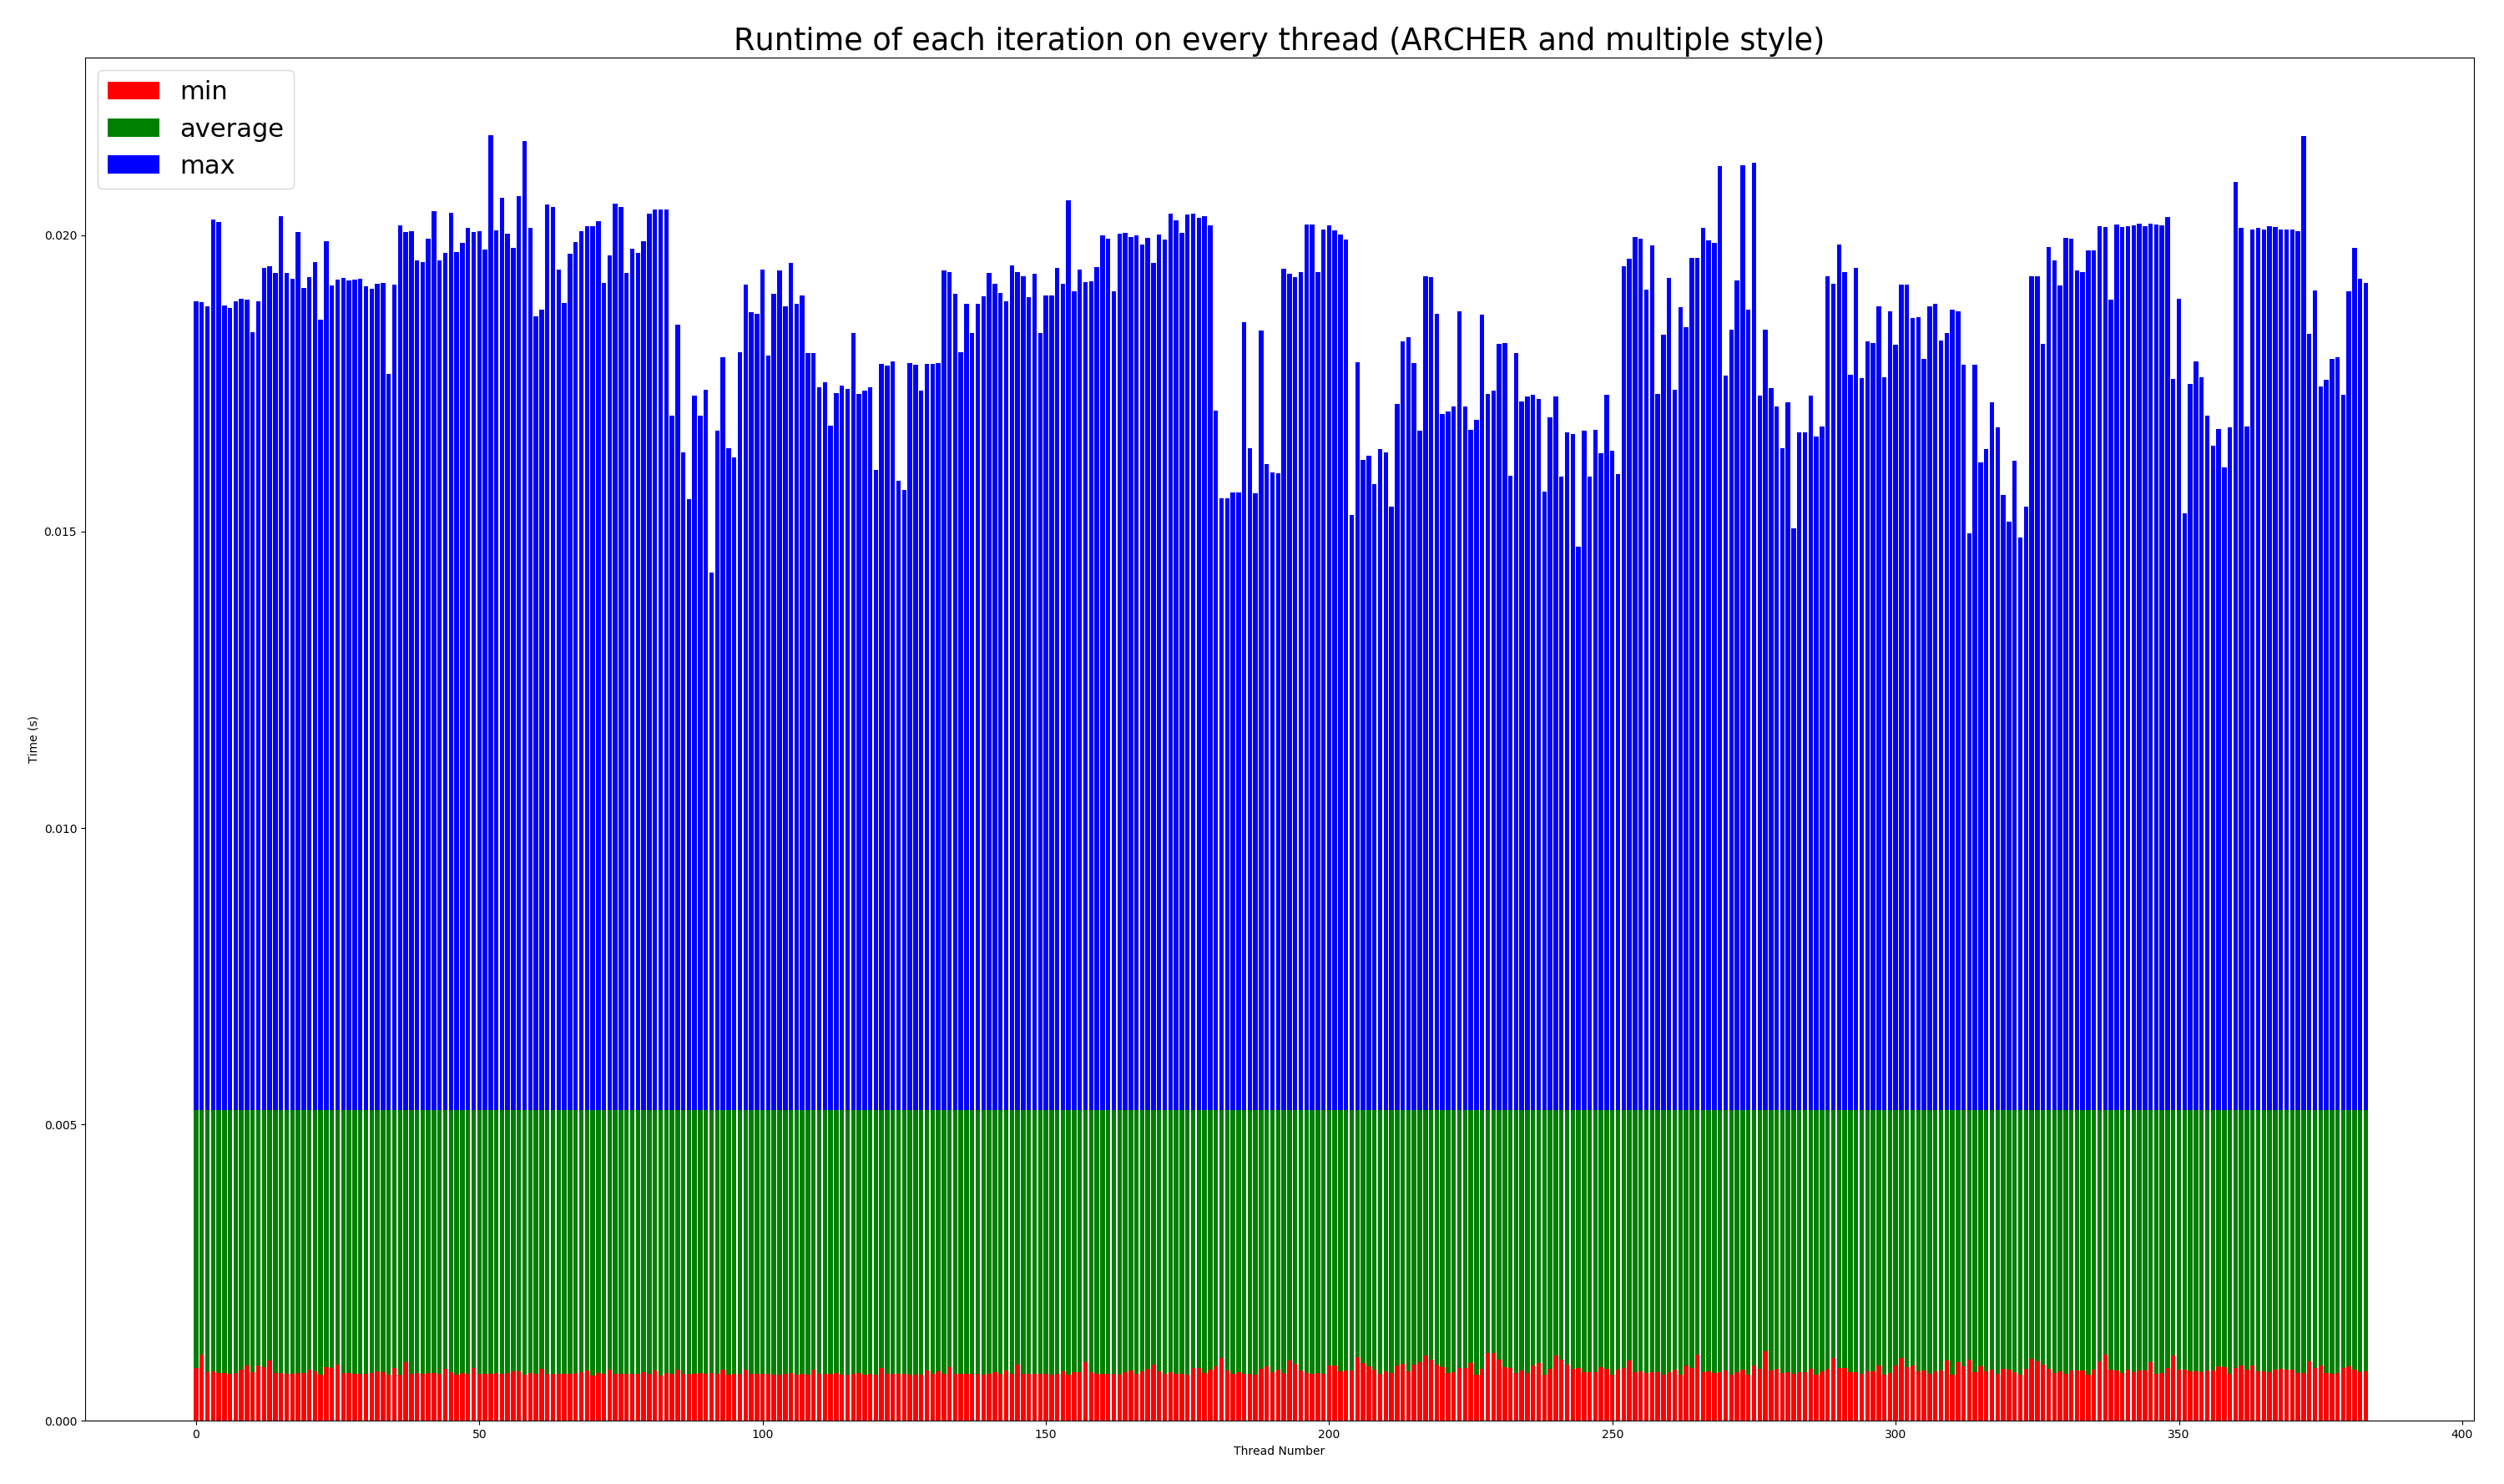 Runtime of each iteration on every thread (ARCHER and multiple style)
min
average
max
0.020
0.015
0.010
0.005
0.000
Time (s)
0 50 100 150 200 250 300 350 400
Thread Number